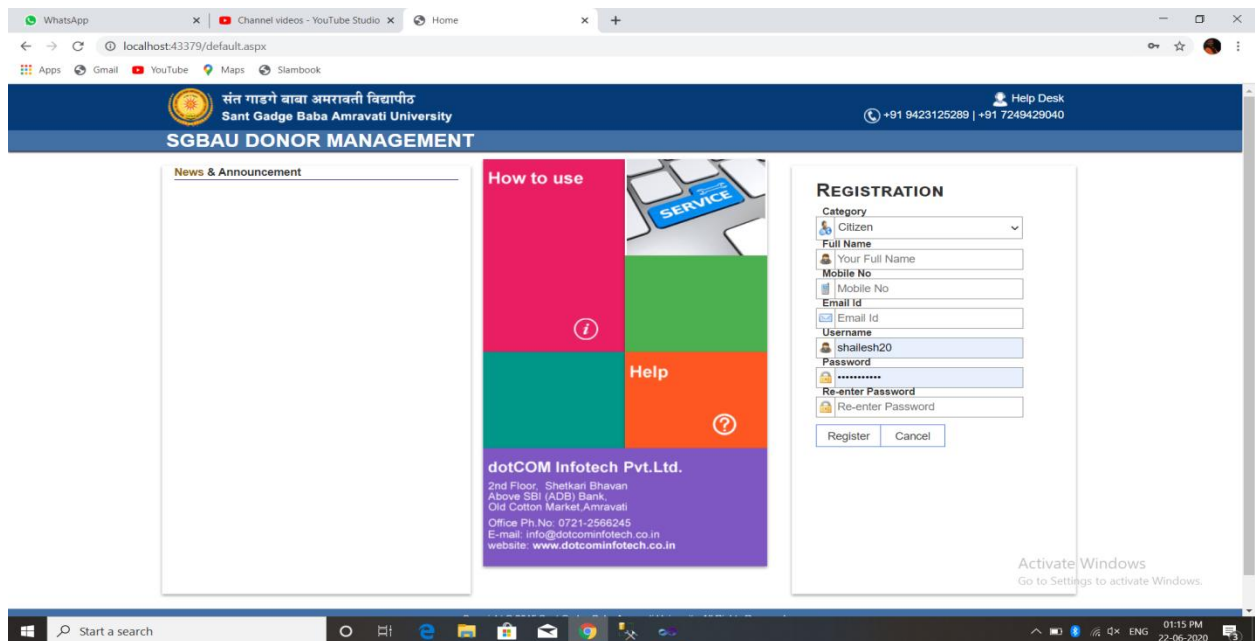 WhatsApp
Channel videos - YouTube Studio
Home
localhost:43379/default.aspx
Apps
Gmail
YouTube
Maps
Slambook
संत गाडगे बाबा अमरावती विद्यापीठ
Sant Gadge Baba Amravati University
Help Desk
+91 9423125289 | +91 7249429040
SGBAU DONOR MANAGEMENT
News & Announcement
How to use
SERVICE
Help
dotCOM Infotech Pvt.Ltd.
2nd Floor, Shetkari Bhavan
Above SBI (ADB) Bank,
Old Cotton Market,Amravati
Office Ph.No: 0721-2566245
E-mail: info@dotcominfotech.co.in
website: www.dotcominfotech.co.in
REGISTRATION
Category
Citizen
Full Name
Your Full Name
Mobile No
Mobile No
Email Id
Email Id
Username
shailesh20
Password
Re-enter Password
Re-enter Password
Register
Cancel
Activate Windows
Go to Settings to activate Windows.
Start a search
ENG
01:15 PM
22-06-2020